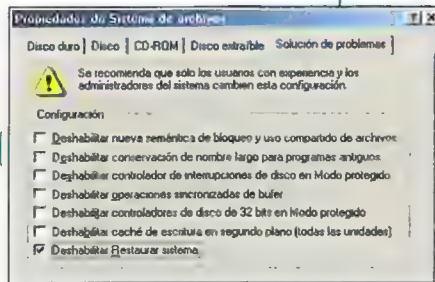 Propiedades de Sistema de archivos
Disco duro Disco CD-ROM Disco extraíble Solución de problemas
Se recomienda que sólo los usuarios con experiencia y los
administradores del sistema cambien esta configuración.
Configuración
Deshabilitar nueva semántica de bloqueo y uso compartido de archivos
Deshabilitar conservación de nombre largo para programas antiguos
Deshabilitar controlador de interrupciones de disco en Modo protegido
Deshabilitar operaciones sincronizadas de búfer
Deshabilitar controladores de disco de 32 bits en Modo protegido
Deshabilitar caché de escritura en segundo plano (todas las unidades)
Deshabilitar Restaurar sistema